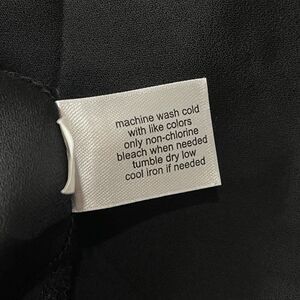 machine wash cold
with like colors
only non-chlorine
bleach when needed
tumble dry low
cool iron if needed